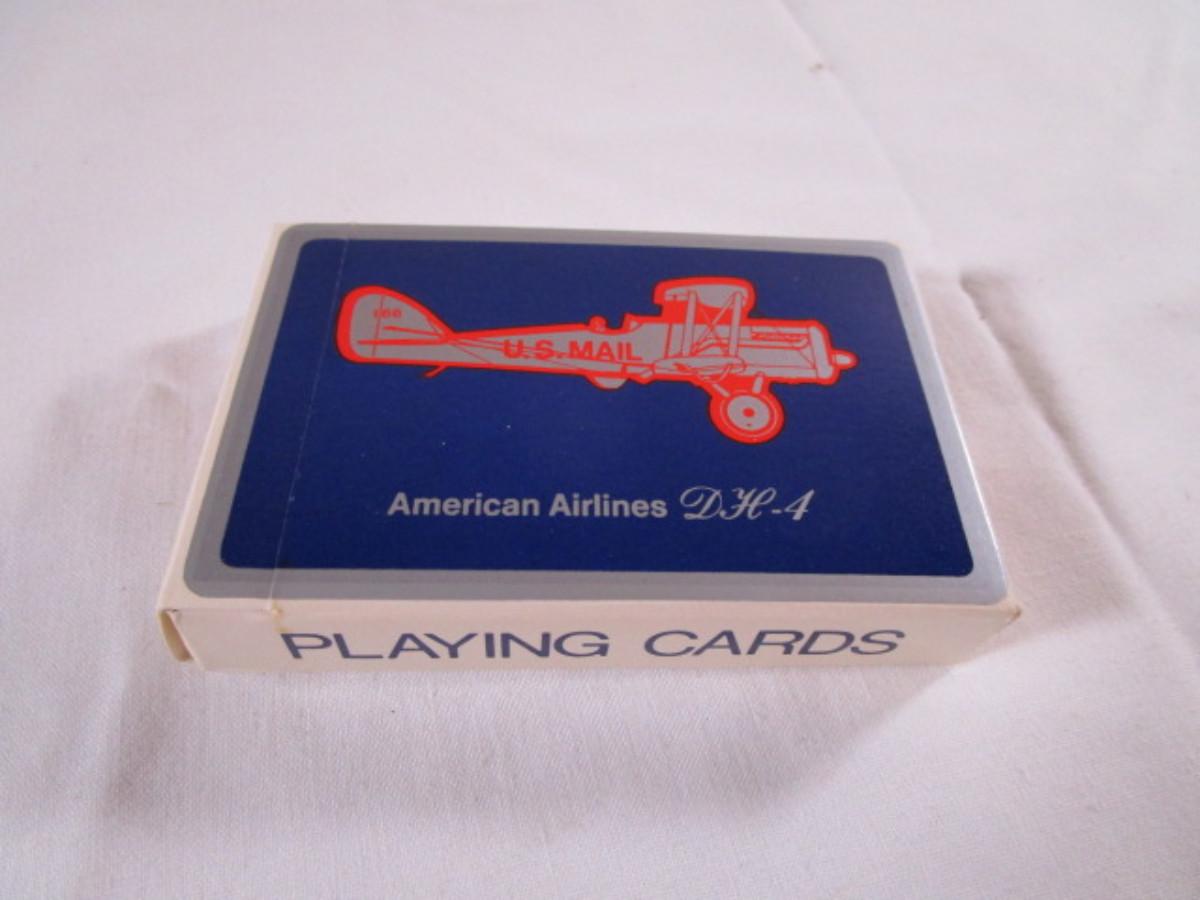 U.S. MAIL
American Airlines DH-4
PLAYING CARDS